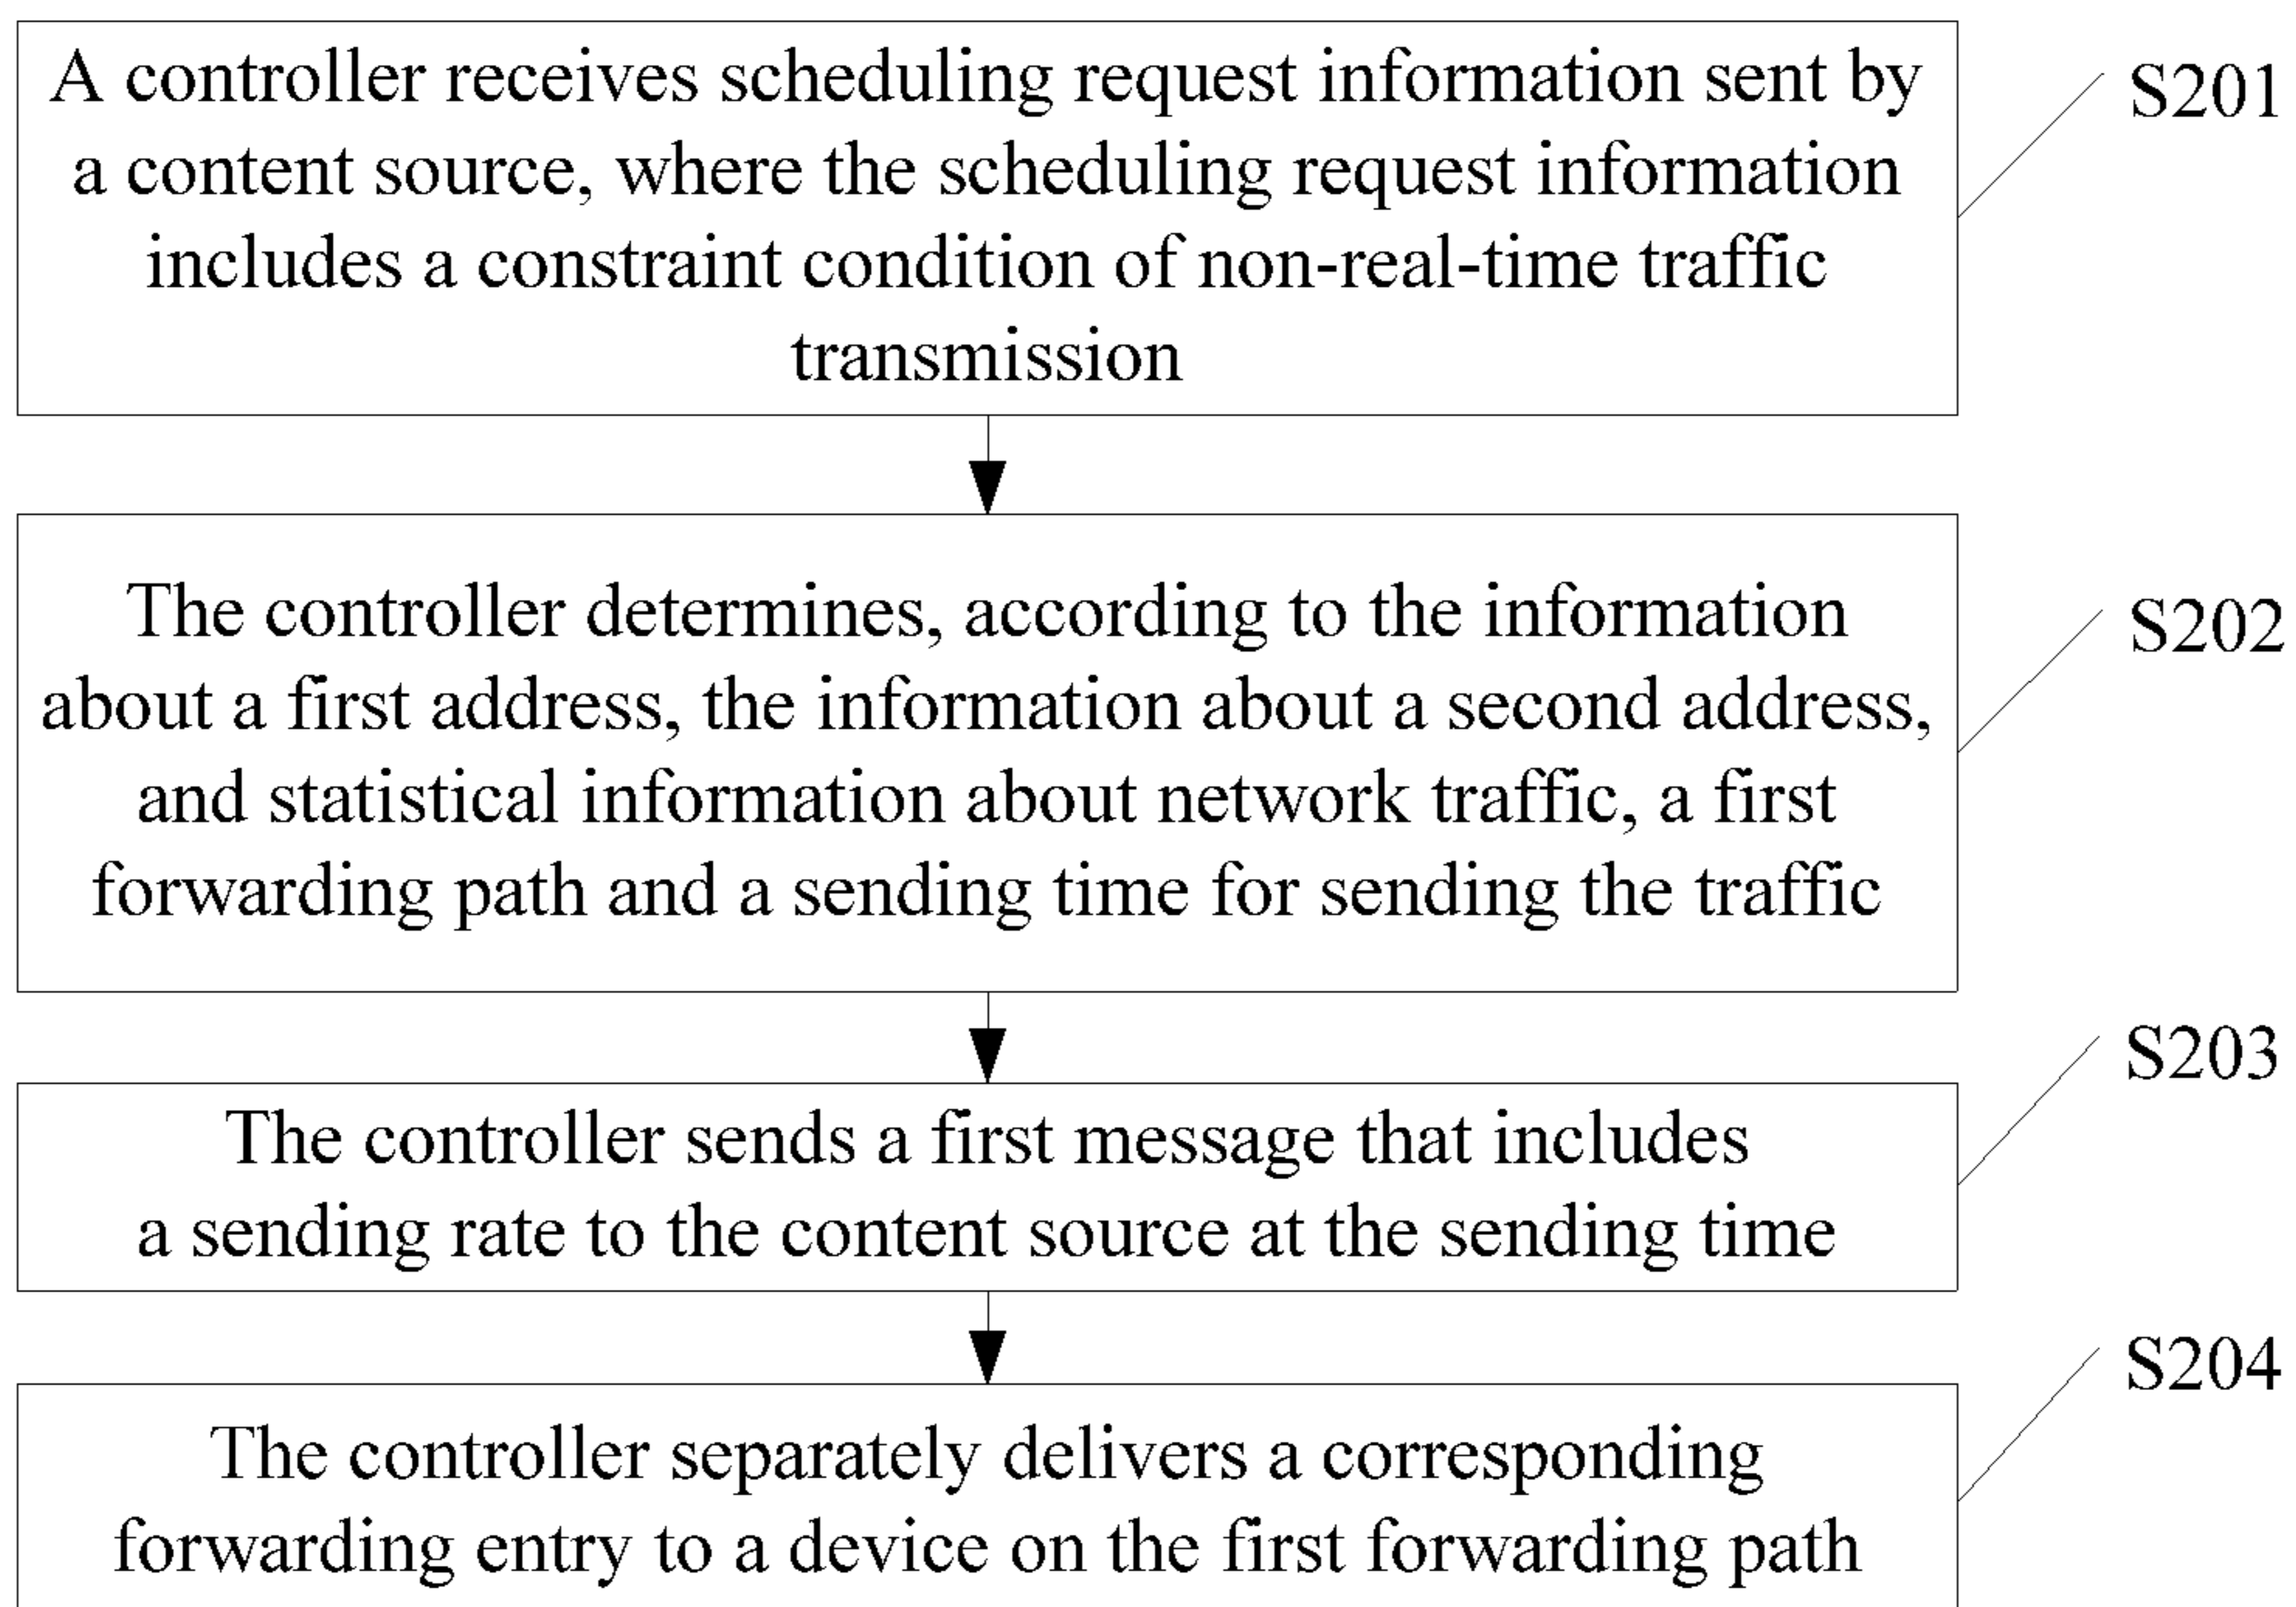 A controller receives scheduling request information sent by
a content source, where the scheduling request information
includes a constraint condition of non-real-time traffic
transmission
S201
The controller determines, according to the information
about a first address, the information about a second address,
and statistical information about network traffic, a first
forwarding path and a sending time for sending the traffic
S202
The controller sends a first message that includes
a sending rate to the content source at the sending time
S203
The controller separately delivers a corresponding
forwarding entry to a device on the first forwarding path
S204